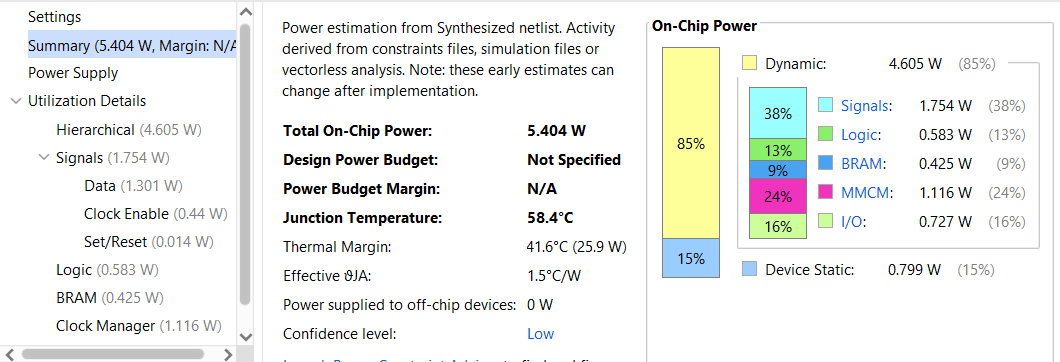 Settings
Summary (5.404 W, Margin: N/A
Power Supply
Utilization Details
Hierarchical (4.605 W)
Signals (1.754 W)
Data (1.301 W)
Clock Enable (0.44 W)
Set/Reset (0.014 W)
Logic (0.583 W)
BRAM (0.425 W)
Clock Manager (1.116 W)
Power estimation from Synthesized netlist. Activity
derived from constraints files, simulation files or
vectorless analysis. Note: these early estimates can
change after implementation.
Total On-Chip Power: 5.404 W
Design Power Budget: Not Specified
Power Budget Margin: N/A
Junction Temperature: 58.4°C
Thermal Margin: 41.6°C (25.9 W)
Effective ϑJA: 1.5°C/W
Power supplied to off-chip devices: 0 W
Confidence level: Low
On-Chip Power
85%
15%
Dynamic: 4.605 W (85%)
38% Signals: 1.754 W (38%)
13% Logic: 0.583 W (13%)
9% BRAM: 0.425 W (9%)
24% MMCM: 1.116 W (24%)
16% I/O: 0.727 W (16%)
Device Static: 0.799 W (15%)